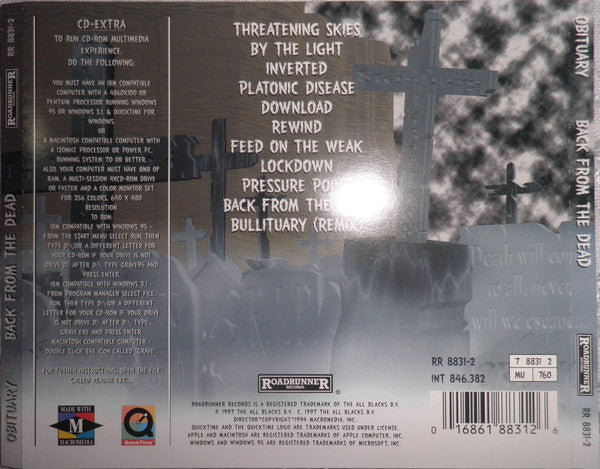 RR 8831-2
ROADRUNNER RECORDS
BACK FROM THE DEAD
OBITUARY
CD-EXTRA
TO RUN CD-ROM MULTIMEDIA
EXPERIENCE.
DO THE FOLLOWING:
YOU MUST HAVE AN IBM COMPATIBLE
COMPUTER WITH A 486DX100 OR
PENTIUM PROCESSOR RUNNING WINDOWS
95 OR WINDOWS 3.1 & QUICKTIME FOR
WINDOWS.
OR
A MACINTOSH COMPATIBLE COMPUTER WITH
A 120MHZ PROCESSOR OR POWER PC,
RUNNING SYSTEM 7.0 OR BETTER.
ALSO, YOUR COMPUTER MUST HAVE 8MB OF
RAM, A MULTI-SESSION 4XCD-ROM DRIVE
OR FASTER AND A COLOR MONITOR SET
FOR 256 COLORS, 640 X 480
RESOLUTION.
TO RUN:
IBM COMPATIBLE WITH WINDOWS 95 -
FROM THE START MENU SELECT RUN, THEN
TYPE D:\(OR A DIFFERENT LETTER FOR
YOUR CD-ROM IF YOUR DRIVE IS NOT
DRIVE D). AFTER D:\ TYPE GRAVE95 AND
PRESS ENTER.
IBM COMPATIBLE WITH WINDOWS 3.1 -
FROM PROGRAM MANAGER SELECT FILE,
RUN, THEN TYPE D:\(OR A DIFFERENT
LETTER FOR YOUR CD-ROM IF YOUR DRIVE
IS NOT DRIVE D). AFTER D:\ TYPE
GRAVE.EXE AND PRESS ENTER.
MACINTOSH COMPATIBLE COMPUTER -
DOUBLE CLICK THE ICON CALLED 'GRAVE'.
FOR FUTHER INSTRUCTIONS, OPEN THE FILE
CALLED README.TXT...
MADE WITH
M
MACROMEDIA
QuickTime™
THREATENING SKIES
BY THE LIGHT
INVERTED
PLATONIC DISEASE
DOWNLOAD
REWIND
FEED ON THE WEAK
LOCKDOWN
PRESSURE POINT
BACK FROM THE
BULLITUARY (REMIX)
Death will come
never,
will we escape
ROADRUNNER RECORDS ®
ROADRUNNER RECORDS IS A REGISTERED TRADEMARK OF THE ALL BLACKS B.V.
P. 1997 THE ALL BLACKS B.V. C. 1997 THE ALL BLACKS B.V.
DIRECTOR®COPYRIGHT®1994 MACROMEDIA, INC.
QUICKTIME AND THE QUICKTIME LOGO ARE TRADEMARKS USED UNDER LICENSE.
APPLE AND MACINTOSH ARE REGISTERED TRADEMARKS OF APPLE COMPUTER, INC.
WINDOWS AND WINDOWS 95 ARE REGISTERED TRADEMARKS OF MICROSOFT, INC.
RR 8831-2
INT 846.382
7 8831 2
MU 760
0 16861 88312 6
OBITUARY
BACK FROM THE DEAD
ROADRUNNER RECORDS
RR 8831-2